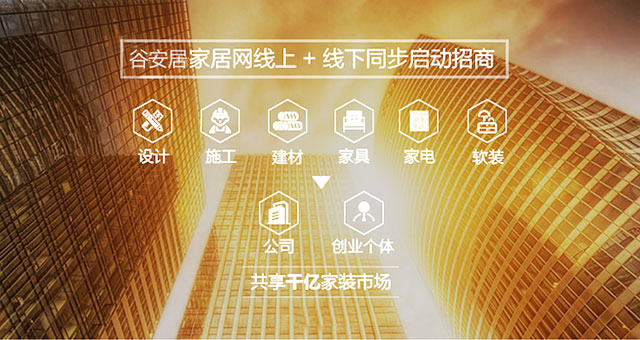 谷安居家居网线上 + 线下同步启动招商
设计 施工 建材 家具 家电 软装
公司 创业个体
共享千亿家装市场